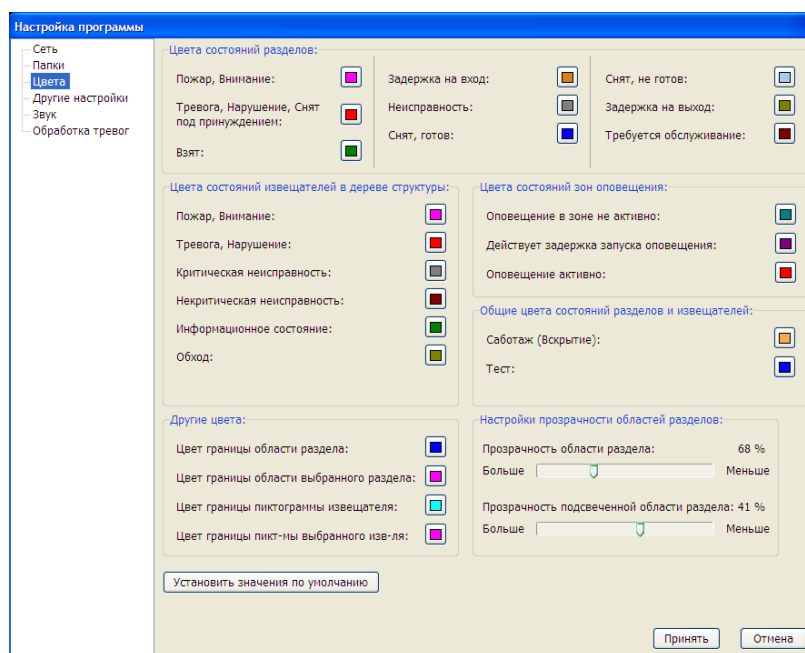 Настройка программы
Сеть
Папки
Цвета
Другие настройки
Звук
Обработка тревог
Цвета состояний разделов:
Пожар, Внимание:
Тревога, Нарушение, Снят
под принуждением:
Взят:
Задержка на вход:
Неисправность:
Снят, готов:
Снят, не готов:
Задержка на выход:
Требуется обслуживание:
Цвета состояний извещателей в дереве структуры:
Пожар, Внимание:
Тревога, Нарушение:
Критическая неисправность:
Некритическая неисправность:
Информационное состояние:
Обход:
Цвета состояний зон оповещения:
Оповещение в зоне не активно:
Действует задержка запуска оповещения:
Оповещение активно:
Общие цвета состояний разделов и извещателей:
Саботаж (Вскрытие):
Тест:
Другие цвета:
Цвет границы области раздела:
Цвет границы области выбранного раздела:
Цвет границы пиктограммы извещателя:
Цвет границы пикт-мы выбранного изв-ля:
Настройки прозрачности областей разделов:
Прозрачность области раздела: 68 %
Больше Меньше
Прозрачность подсвеченной области раздела: 41 %
Больше Меньше
Установить значения по умолчанию
Принять Отмена